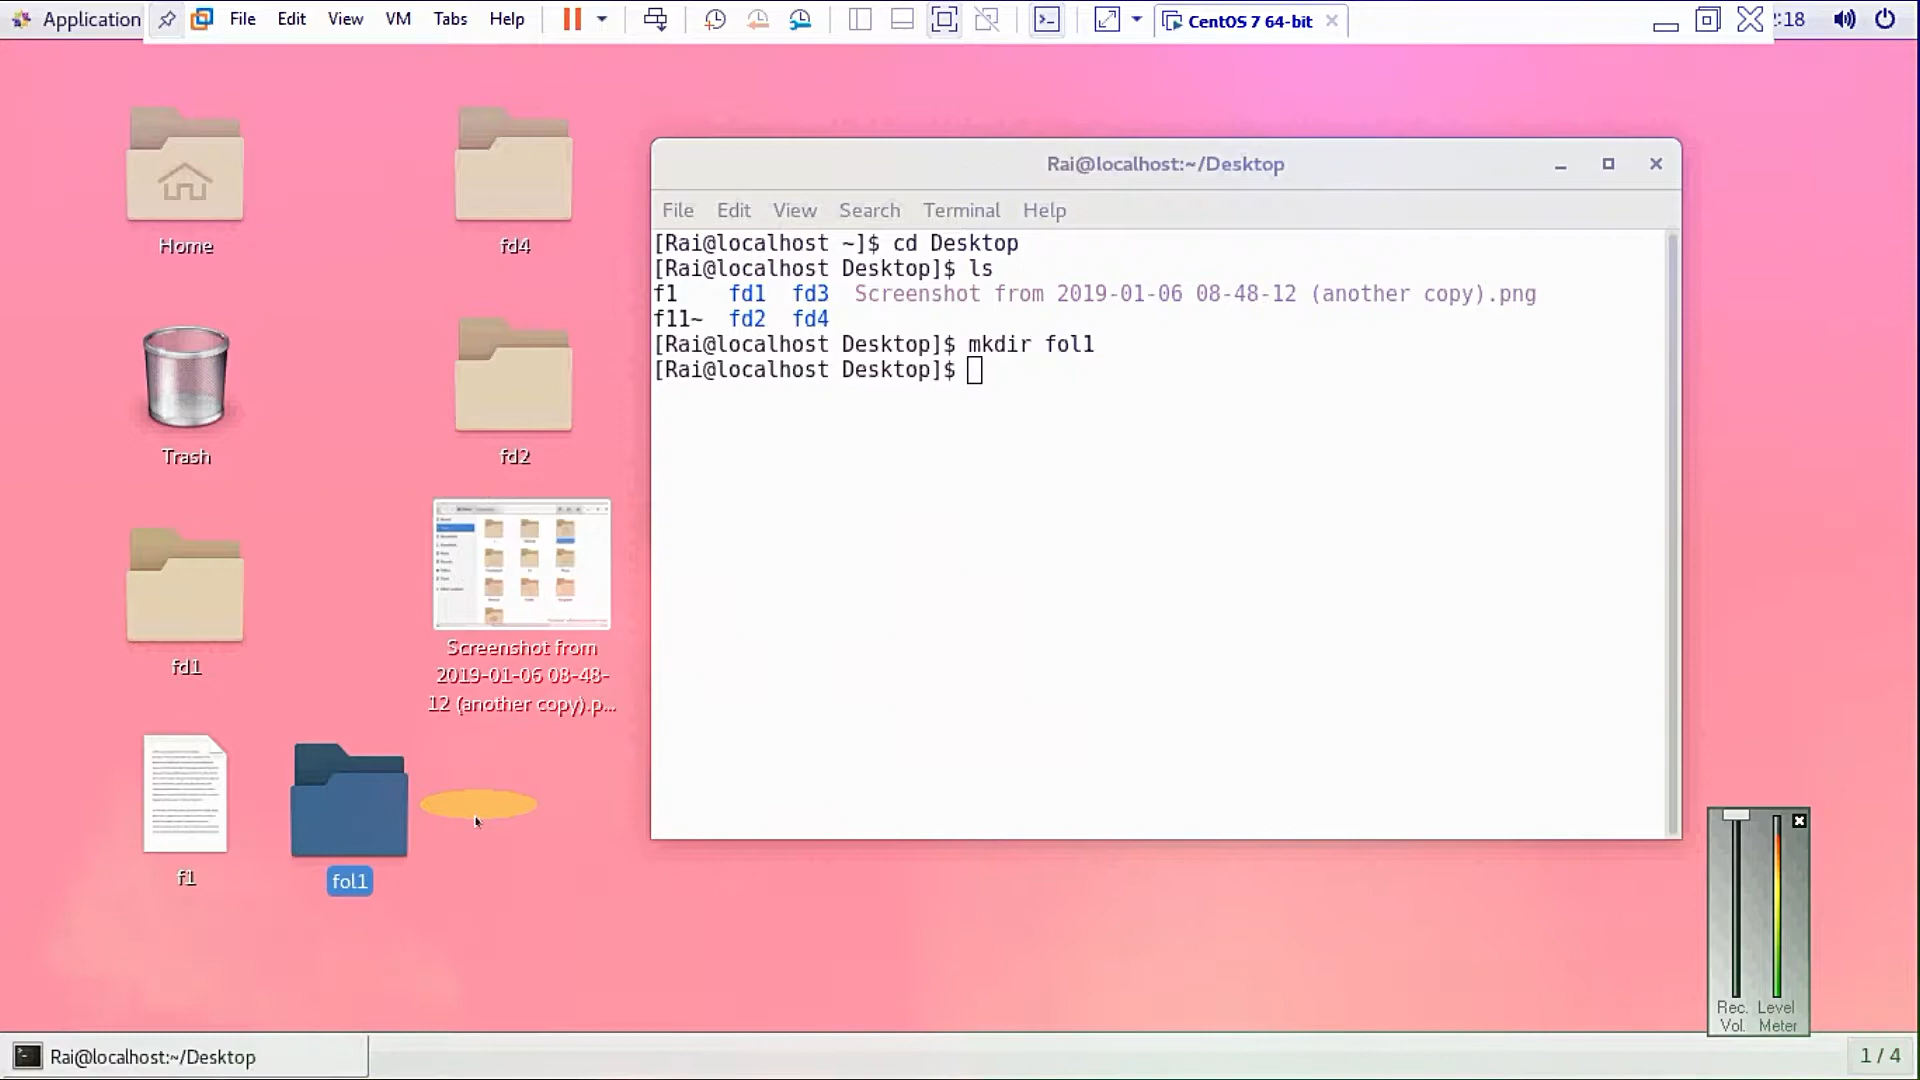 Application File Edit View VM Tabs Help CentOS 7 64-bit :18
Home
fd4
Trash
fd2
fd1
Screenshot from
2019-01-06 08-48-
12 (another copy).p...
f1
fol1
Rai@localhost:~/Desktop
File Edit View Search Terminal Help
[Rai@localhost ~]$ cd Desktop
[Rai@localhost Desktop]$ ls
f1 fd1 fd3 Screenshot from 2019-01-06 08-48-12 (another copy).png
f11~ fd2 fd4
[Rai@localhost Desktop]$ mkdir fol1
[Rai@localhost Desktop]$
Rec. Level
Vol. Meter
Rai@localhost:~/Desktop
1 / 4